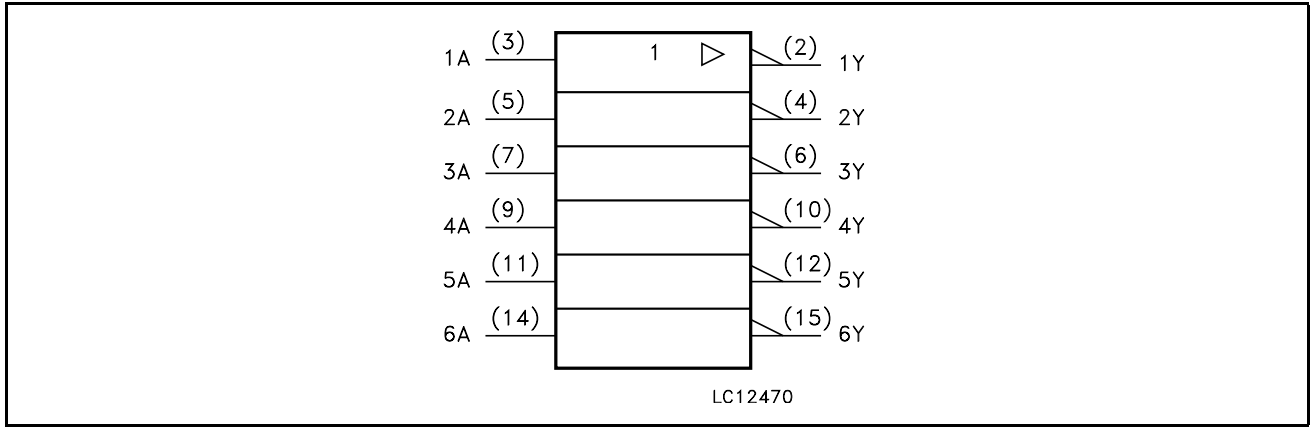 1A (3) 1 (2) 1Y
2A (5) (4) 2Y
3A (7) (6) 3Y
4A (9) (10) 4Y
5A (11) (12) 5Y
6A (14) (15) 6Y
LC12470